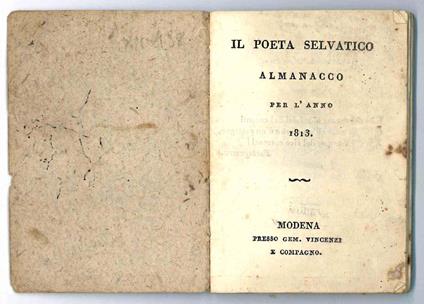 IL POETA SELVATICO
ALMANACCO
PER L'ANNO
1813.
MODENA
PRESSO GEM. VINCENZI
E COMPAGNO.